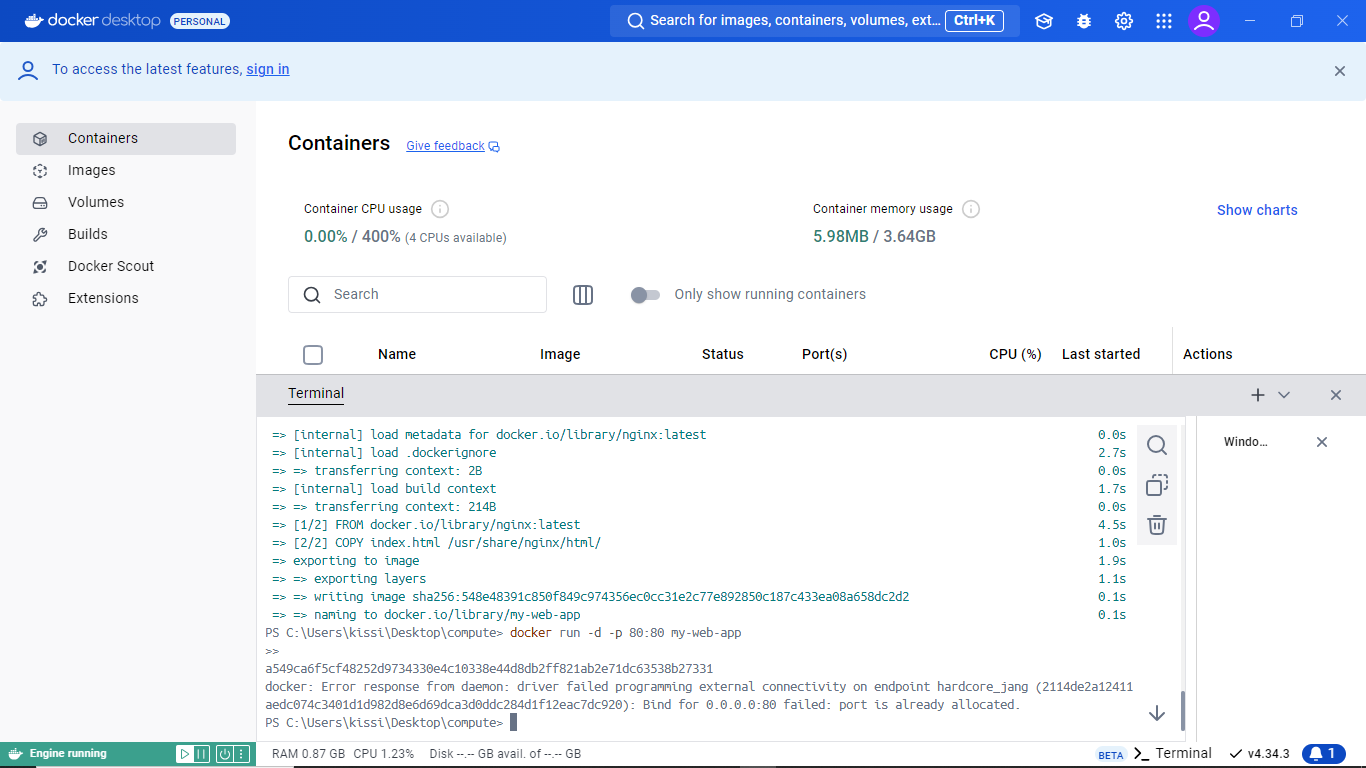 docker desktop PERSONAL
Search for images, containers, volumes, ext... Ctrl+K
To access the latest features, sign in
Containers
Images
Volumes
Builds
Docker Scout
Extensions
Containers Give feedback
Container CPU usage
0.00% / 400% (4 CPUs available)
Container memory usage
5.98MB / 3.64GB
Show charts
Search
Only show running containers
Name Image Status Port(s) CPU (%) Last started Actions
Terminal
=> [internal] load metadata for docker.io/library/nginx:latest 0.0s
=> [internal] load .dockerignore 2.7s
=> => transferring context: 2B 0.0s
=> [internal] load build context 1.7s
=> => transferring context: 214B 0.0s
=> [1/2] FROM docker.io/library/nginx:latest 4.5s
=> [2/2] COPY index.html /usr/share/nginx/html/ 1.0s
=> exporting to image 1.9s
=> => exporting layers 1.1s
=> => writing image sha256:548e48391c850f849c974356ec0cc31e2c77e892850c187c433ea08a658dc2d2 0.1s
=> => naming to docker.io/library/my-web-app 0.1s
PS C:\Users\kissi\Desktop\compute> docker run -d -p 80:80 my-web-app
>>
a549ca6f5cf48252d9734330e4c10338e44d8db2ff821ab2e71dc63538b27331
docker: Error response from daemon: driver failed programming external connectivity on endpoint hardcore_jang (2114de2a12411
aedc074c3401d1d982d8e6d69dca3d0ddc284d1f12eac7dc920): Bind for 0.0.0.0:80 failed: port is already allocated.
PS C:\Users\kissi\Desktop\compute>
Windo...
Engine running
RAM 0.87 GB CPU 1.23% Disk --.-- GB avail. of --.-- GB
BETA >_ Terminal
v4.34.3
1